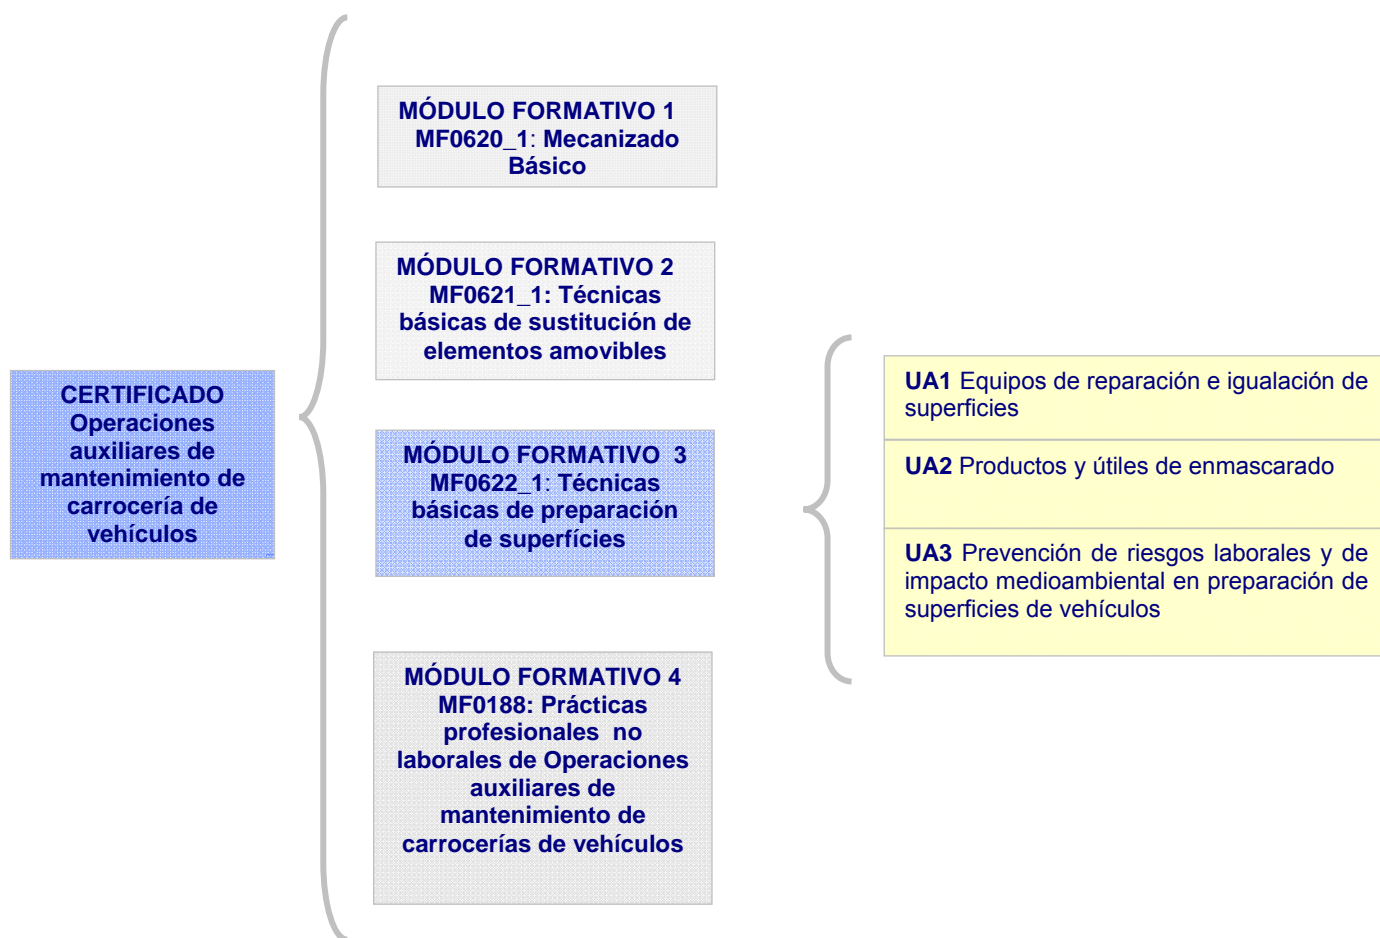 CERTIFICADO
Operaciones
auxiliares de
mantenimiento de
carrocería de
vehículos
MÓDULO FORMATIVO 1
MF0620_1: Mecanizado
Básico
MÓDULO FORMATIVO 2
MF0621_1: Técnicas
básicas de sustitución de
elementos amovibles
MÓDULO FORMATIVO 3
MF0622_1: Técnicas
básicas de preparación
de superfícies
MÓDULO FORMATIVO 4
MF0188: Prácticas
profesionales no
laborales de Operaciones
auxiliares de
mantenimiento de
carrocerías de vehículos
UA1 Equipos de reparación e igualación de
superficies
UA2 Productos y útiles de enmascarado
UA3 Prevención de riesgos laborales y de
impacto medioambiental en preparación de
superficies de vehículos